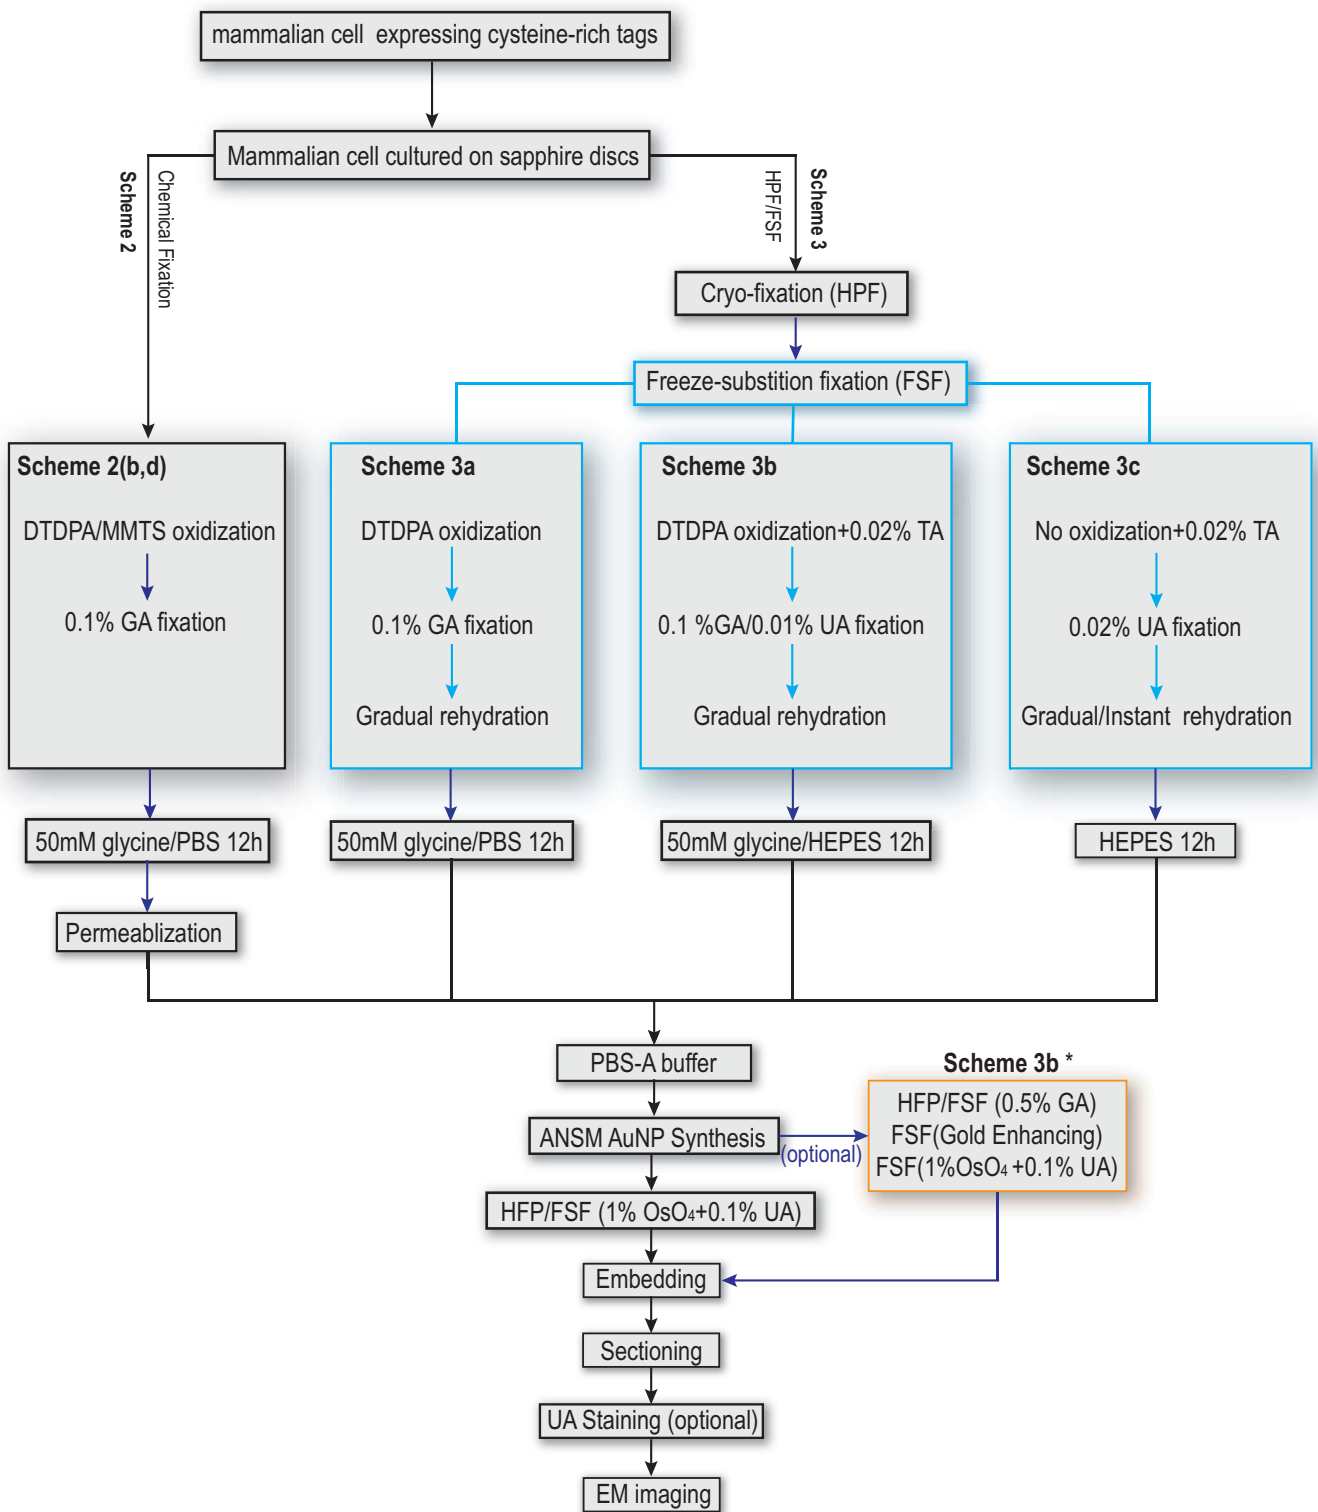 mammalian cell expressing cysteine-rich tags
Mammalian cell cultured on sapphire discs
Scheme 2
Chemical Fixation
Scheme 3
HPF/FSF
Cryo-fixation (HPF)
Freeze-substition fixation (FSF)
Scheme 2(b,d)
DTDPA/MMTS oxidization
0.1% GA fixation
Scheme 3a
DTDPA oxidization
0.1% GA fixation
Gradual rehydration
Scheme 3b
DTDPA oxidization+0.02% TA
0.1 %GA/0.01% UA fixation
Gradual rehydration
Scheme 3c
No oxidization+0.02% TA
0.02% UA fixation
Gradual/Instant rehydration
50mM glycine/PBS 12h
50mM glycine/PBS 12h
50mM glycine/HEPES 12h
HEPES 12h
Permeablization
PBS-A buffer
ANSM AuNP Synthesis
(optional)
Scheme 3b *
HFP/FSF (0.5% GA)
FSF(Gold Enhancing)
FSF(1%OsO₄ +0.1% UA)
HFP/FSF (1% OsO₄+0.1% UA)
Embedding
Sectioning
UA Staining (optional)
EM imaging